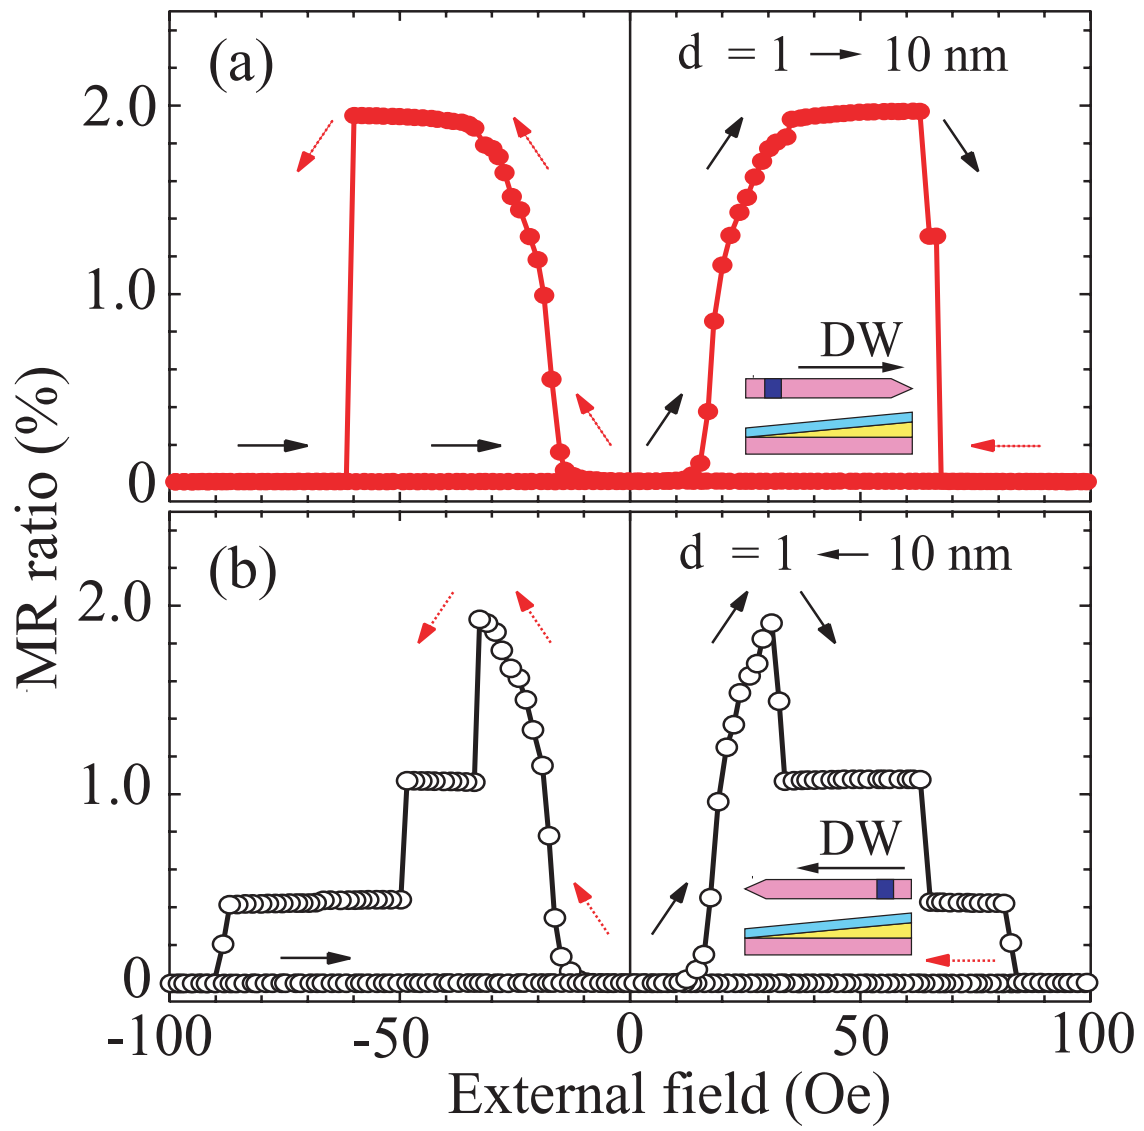 (a)
d = 1 → 10 nm
2.0
1.0
0
DW
MR ratio (%)
(b)
d = 1 ← 10 nm
2.0
1.0
0
DW
-100
-50
0
50
100
External field (Oe)